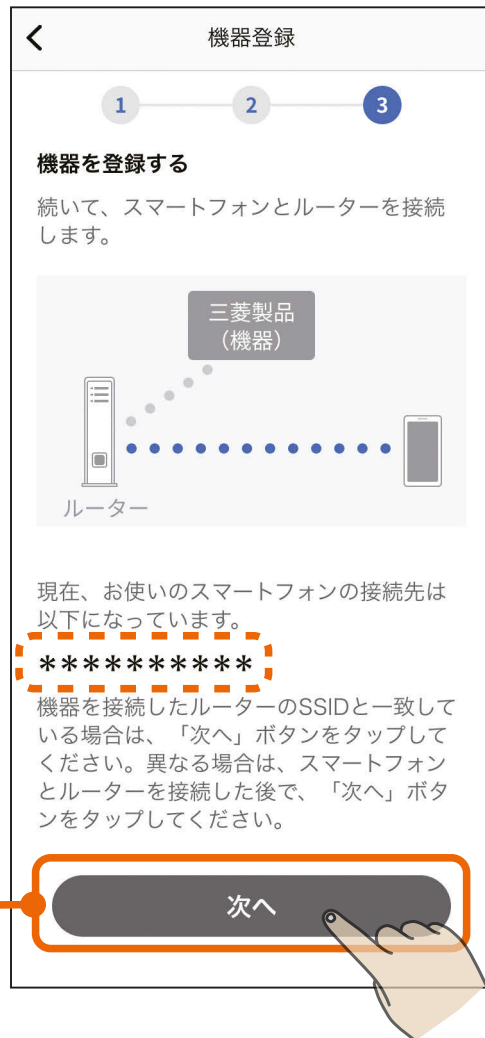 機器登録
1 2 3
機器を登録する
続いて、スマートフォンとルーターを接続
します。
三菱製品
（機器）
ルーター
現在、お使いのスマートフォンの接続先は
以下になっています。
**********
機器を接続したルーターのSSIDと一致して
いる場合は、「次へ」ボタンをタップして
ください。異なる場合は、スマートフォン
とルーターを接続した後で、「次へ」ボタ
ンをタップしてください。
次へ